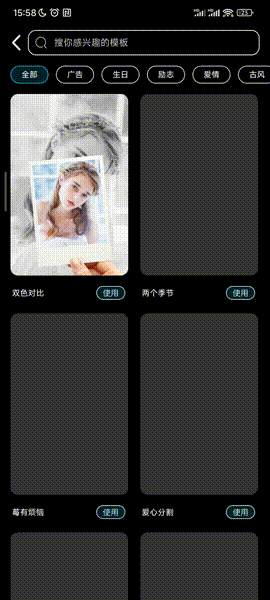 15:58
搜你感兴趣的模板
全部 广告 生日 励志 爱情 古风
双色对比 使用 两个季节 使用
莓有烦恼 使用 爱心分割 使用